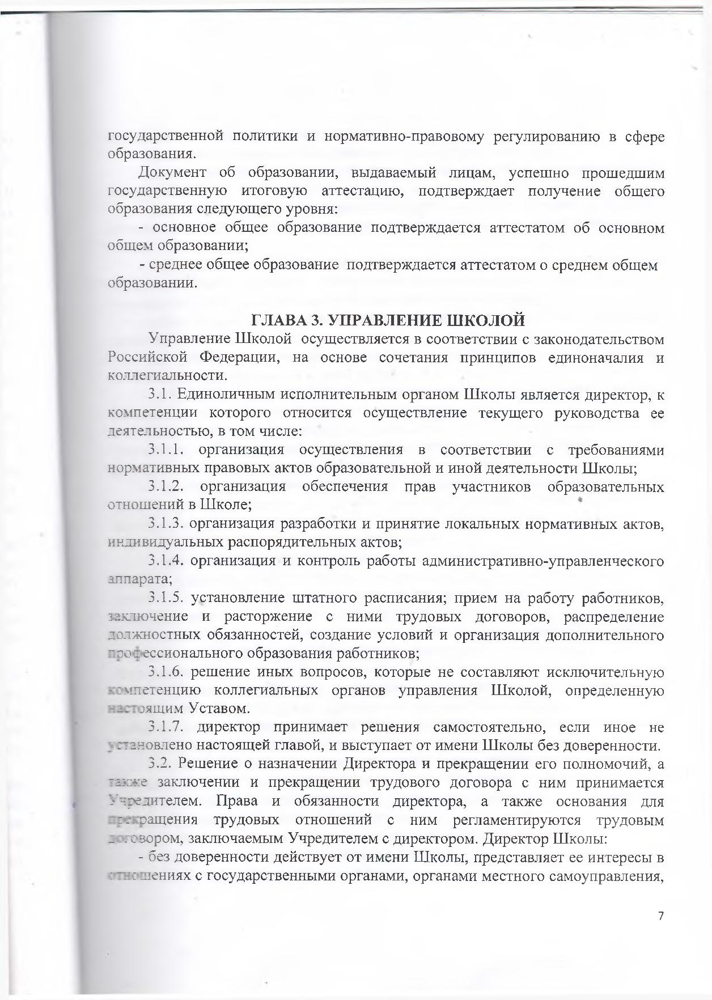 государственной политики и нормативно-правовому регулированию в сфере
образования.
Документ об образовании, выдаваемый лицам, успешно прошедшим
государственную итоговую аттестацию, подтверждает получение общего
образования следующего уровня:
- основное общее образование подтверждается аттестатом об основном
общем образовании;
- среднее общее образование подтверждается аттестатом о среднем общем
образовании.
ГЛАВА 3. УПРАВЛЕНИЕ ШКОЛОЙ
Управление Школой осуществляется в соответствии с законодательством
Российской Федерации, на основе сочетания принципов единоначалия и
коллегиальности.
3.1. Единоличным исполнительным органом Школы является директор, к
компетенции которого относится осуществление текущего руководства ее
деятельностью, в том числе:
3.1.1. организация осуществления в соответствии с требованиями
нормативных правовых актов образовательной и иной деятельности Школы;
3.1.2. организация обеспечения прав участников образовательных
отношений в Школе;
3.1.3. организация разработки и принятие локальных нормативных актов,
индивидуальных распорядительных актов;
3.1.4. организация и контроль работы административно-управленческого
аппарата;
3.1.5. установление штатного расписания; прием на работу работников,
заключение и расторжение с ними трудовых договоров, распределение
должностных обязанностей, создание условий и организация дополнительного
профессионального образования работников;
3.1.6. решение иных вопросов, которые не составляют исключительную
компетенцию коллегиальных органов управления Школой, определенную
настоящим Уставом.
3.1.7. директор принимает решения самостоятельно, если иное не
установлено настоящей главой, и выступает от имени Школы без доверенности.
3.2. Решение о назначении Директора и прекращении его полномочий, а
также заключении и прекращении трудового договора с ним принимается
Учредителем. Права и обязанности директора, а также основания для
прекращения трудовых отношений с ним регламентируются трудовым
договором, заключаемым Учредителем с директором. Директор Школы:
- без доверенности действует от имени Школы, представляет ее интересы в
отношениях с государственными органами, органами местного самоуправления,
7